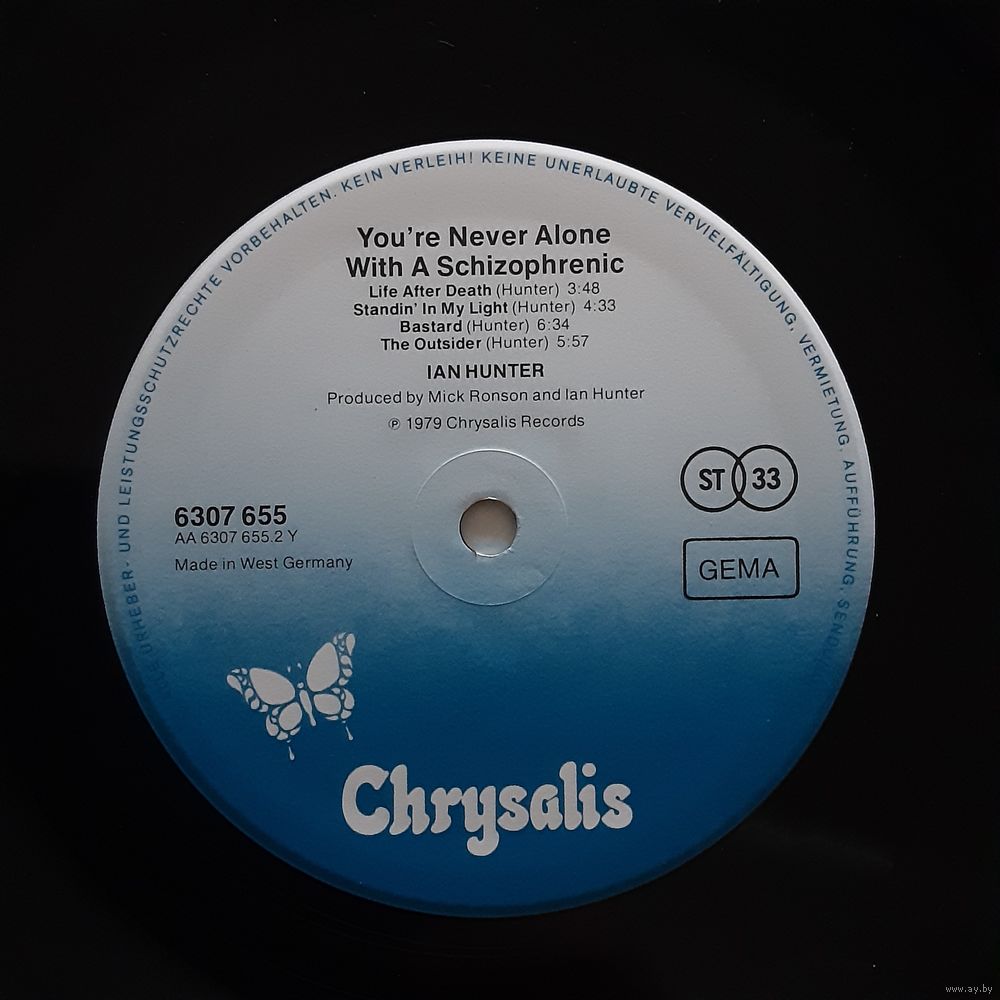 URHEBER- UND LEISTUNGSSCHUTZRECHTE VORBEHALTEN. KEIN VERLEIH! KEINE UNERLAUBTE VERVIELFÄLTIGUNG, VERMIETUNG, AUFFÜHRUNG,
You're Never Alone
With A Schizophrenic
Life After Death (Hunter) 3:48
Standin' In My Light (Hunter) 4:33
Bastard (Hunter) 6:34
The Outsider (Hunter) 5:57
IAN HUNTER
Produced by Mick Ronson and Ian Hunter
℗ 1979 Chrysalis Records
ST 33
6307 655
AA 6307 655.2 Y
Made in West Germany
GEMA
Chrysalis
www.ay.by